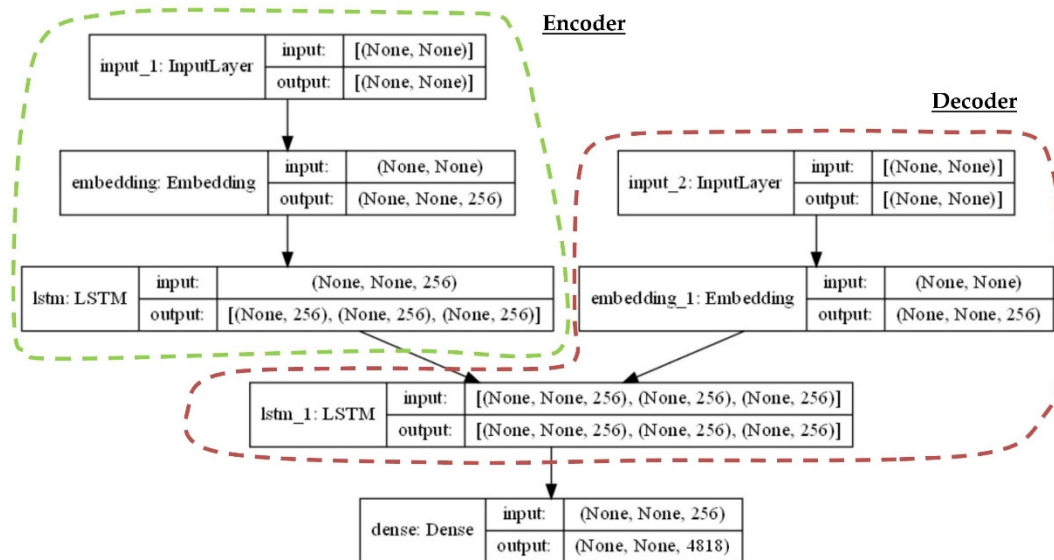 Encoder
input_1: InputLayer
input: [(None, None)]
output: [(None, None)]
embedding: Embedding
input: (None, None)
output: (None, None, 256)
lstm: LSTM
input: (None, None, 256)
output: [(None, 256), (None, 256), (None, 256)]
Decoder
input_2: InputLayer
input: [(None, None)]
output: [(None, None)]
embedding_1: Embedding
input: (None, None)
output: (None, None, 256)
lstm_1: LSTM
input: [(None, None, 256), (None, 256), (None, 256)]
output: [(None, None, 256), (None, 256), (None, 256)]
dense: Dense
input: (None, None, 256)
output: (None, None, 4818)